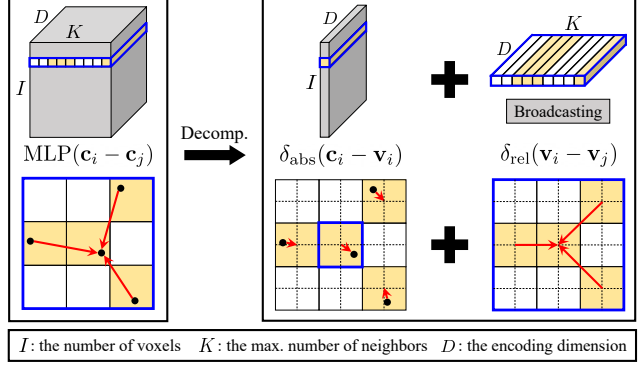 D
K
I
MLP(c_i − c_j)
Decomp.
D
I
δ_abs(c_i − v_i)
D
K
Broadcasting
δ_rel(v_i − v_j)
I : the number of voxels K : the max. number of neighbors D : the encoding dimension